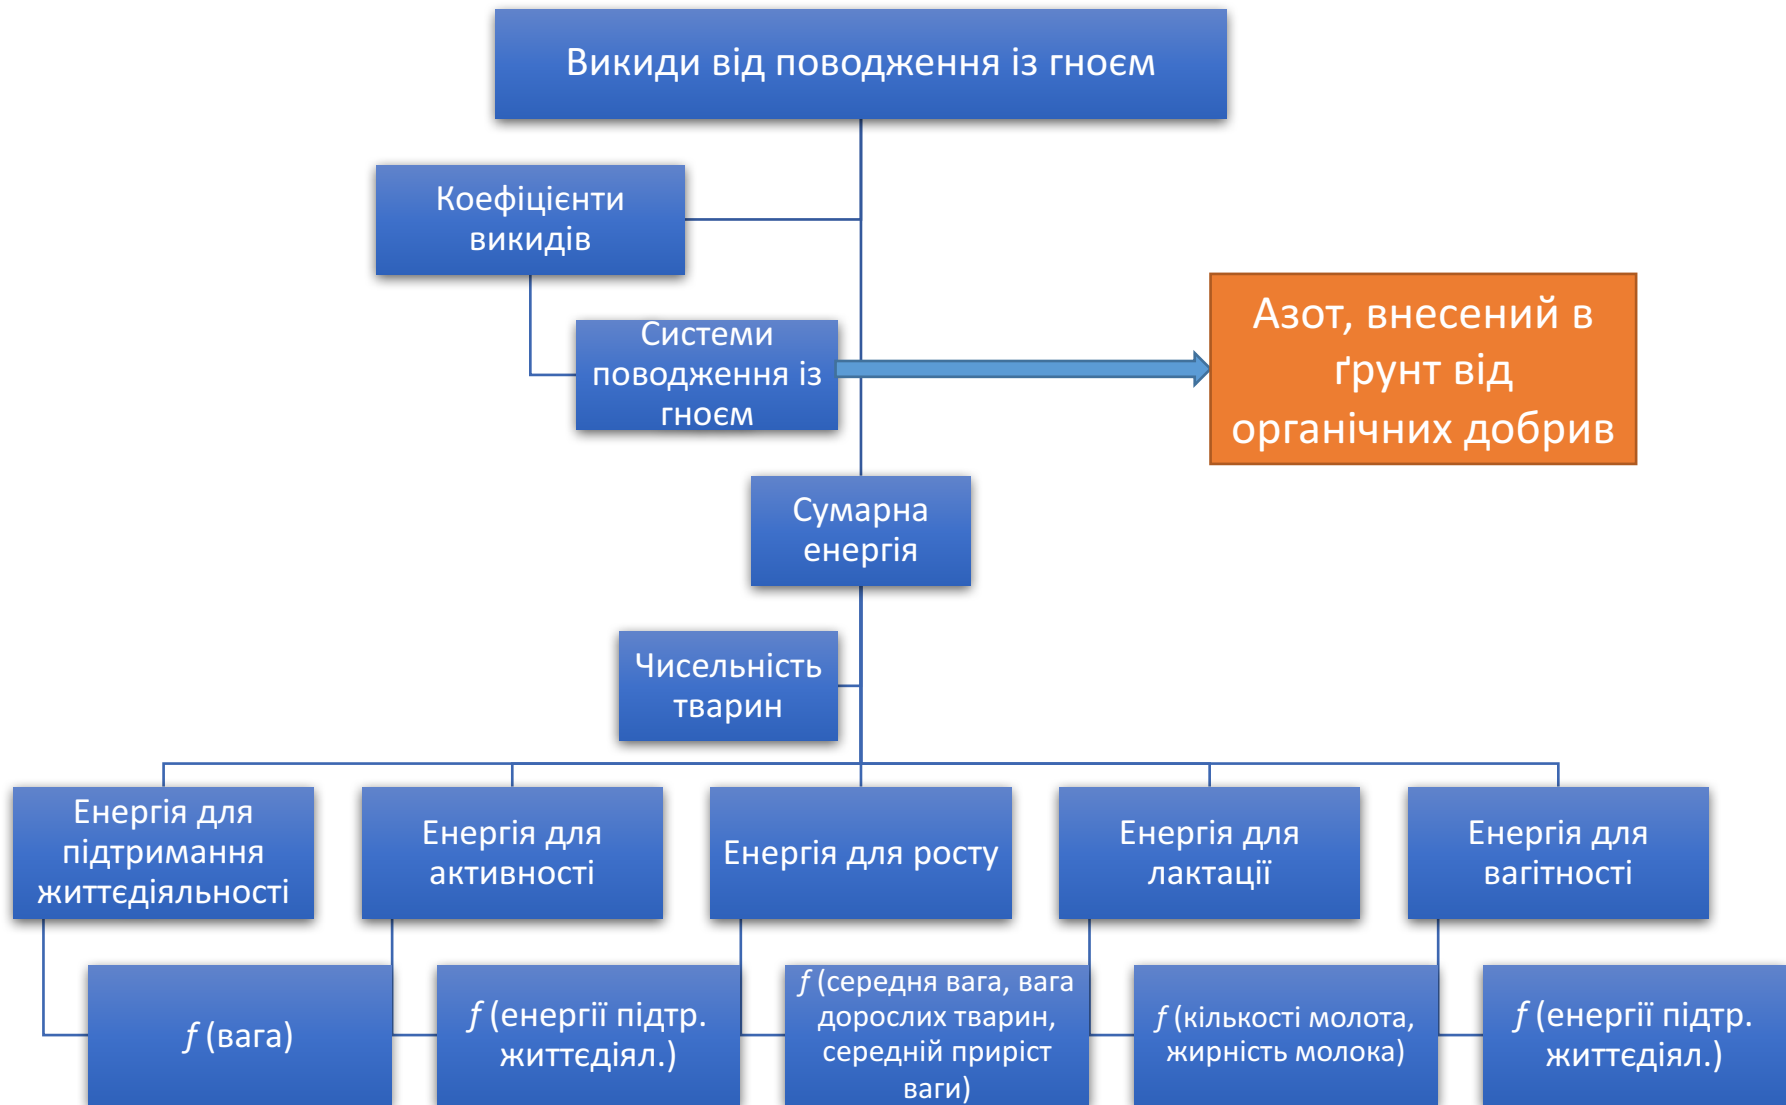 Викиди від поводження із гноєм
Коефіцієнти
викидів
Системи
поводження із
гноєм
Азот, внесений в
ґрунт від
органічних добрив
Сумарна
енергія
Чисельність
тварин
Енергія для
підтримання
життєдіяльності
Енергія для
активності
Енергія для росту
Енергія для
лактації
Енергія для
вагітності
f (вага)
f (енергії підтр.
життєдіял.)
f (середня вага, вага
дорослих тварин,
середній приріст
ваги)
f (кількості молота,
жирність молока)
f (енергії підтр.
життєдіял.)